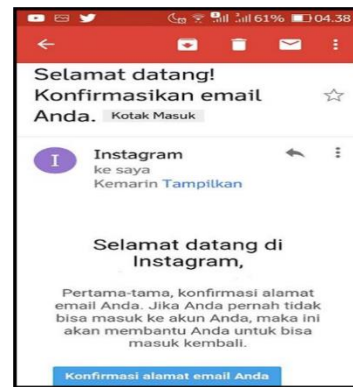 61% 04.38
Selamat datang!
Konfirmasikan email
Anda. Kotak Masuk
I
Instagram
ke saya
Kemarin Tampilkan
Selamat datang di
Instagram,
Pertama-tama, konfirmasi alamat
email Anda. Jika Anda pernah tidak
bisa masuk ke akun Anda, maka ini
akan membantu Anda untuk bisa
masuk kembali.
Konfirmasi alamat email Anda